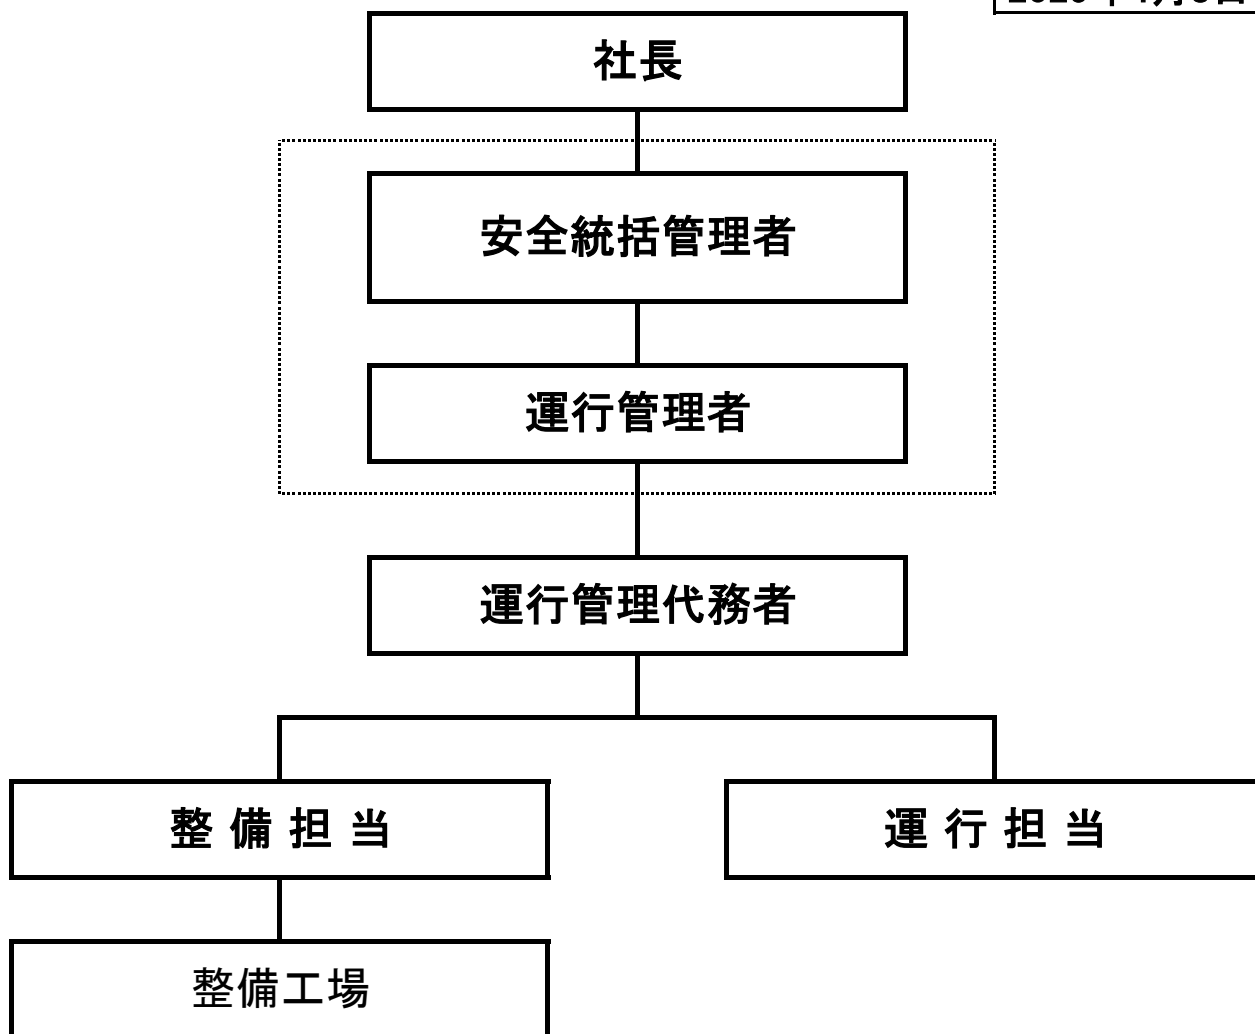 社長
安全統括管理者
運行管理者
運行管理代務者
整 備 担 当
運 行 担 当
整備工場